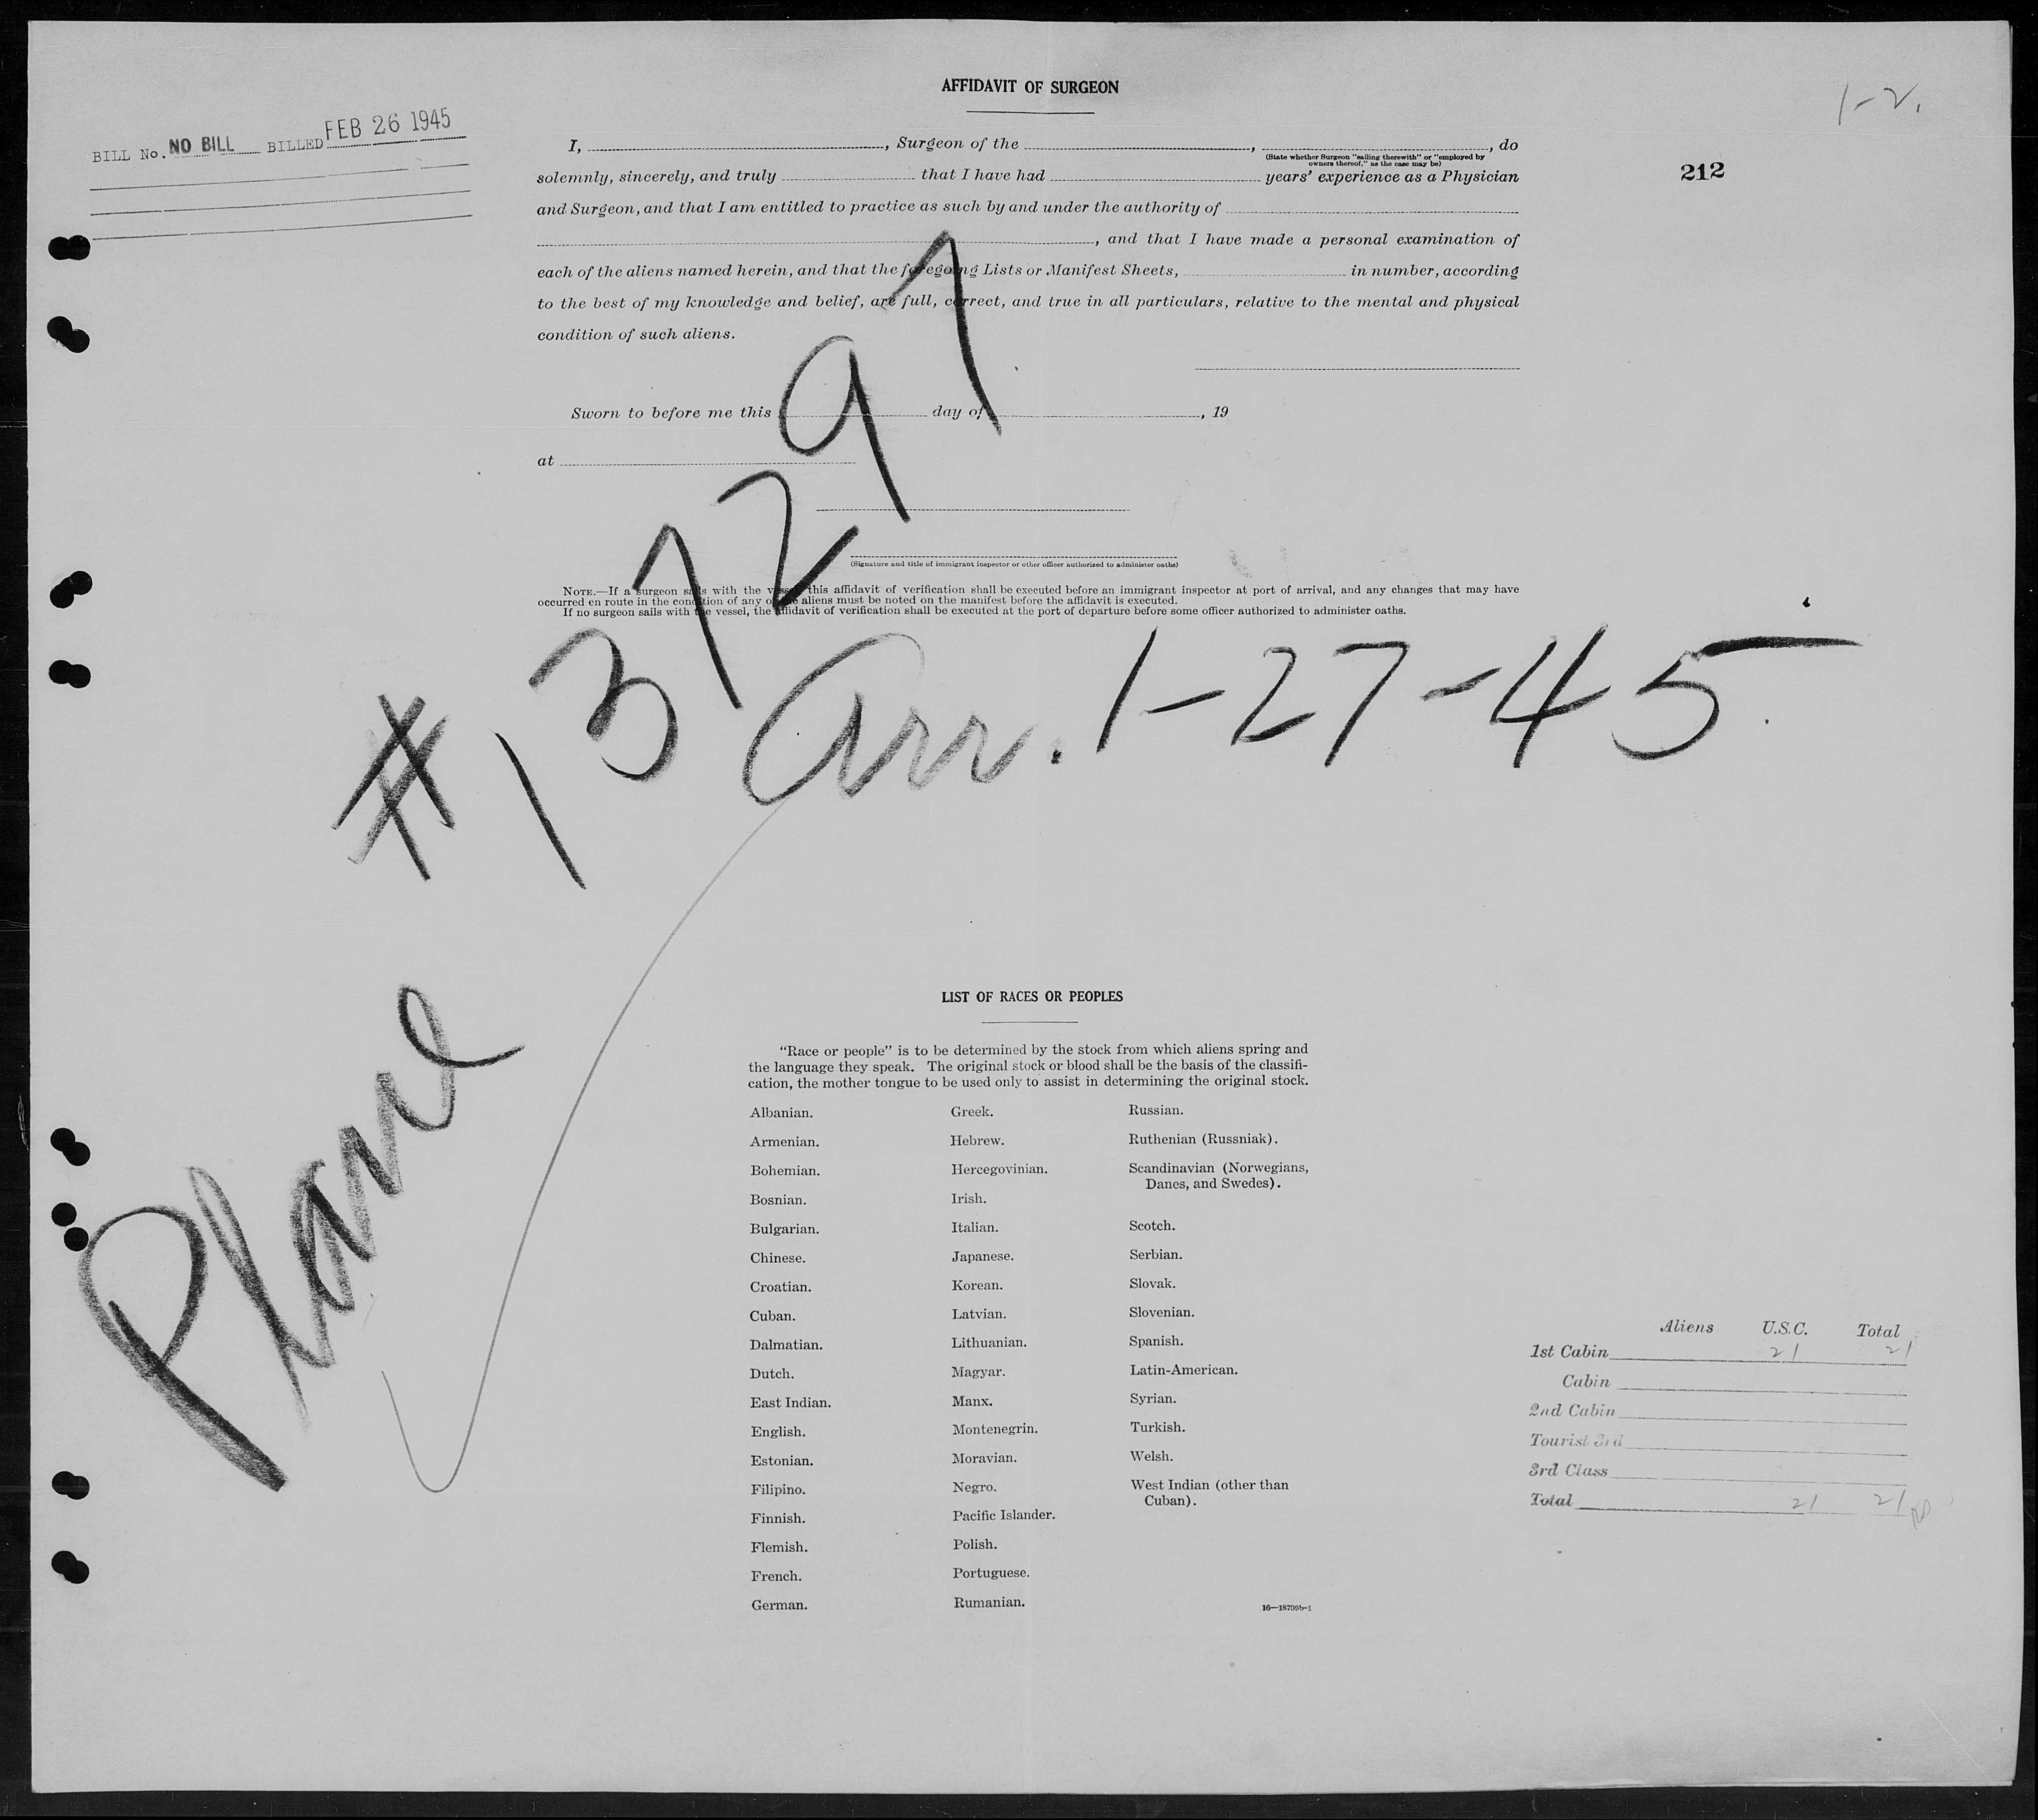 AFFIDAVIT OF SURGEON
1-2.
BILL No. NO BILL BILLED FEB 26 1945
I, , Surgeon of the , , do
(State whether Surgeon "sailing therewith" or "employed by
owners thereof," as the case may be)
212
solemnly, sincerely, and truly that I have had years' experience as a Physician
and Surgeon, and that I am entitled to practice as such by and under the authority of
, and that I have made a personal examination of
each of the aliens named herein, and that the foregoing Lists or Manifest Sheets, in number, according
to the best of my knowledge and belief, are full, correct, and true in all particulars, relative to the mental and physical
condition of such aliens.
Sworn to before me this day of , 19
at
(Signature and title of immigrant inspector or other officer authorized to administer oaths)
NOTE.—If a surgeon sails with the vessel, this affidavit of verification shall be executed before an immigrant inspector at port of arrival, and any changes that may have
occurred en route in the condition of any of the aliens must be noted on the manifest before the affidavit is executed.
If no surgeon sails with the vessel, the affidavit of verification shall be executed at the port of departure before some officer authorized to administer oaths.
Plane #137297
Arr. 1-27-45
LIST OF RACES OR PEOPLES
"Race or people" is to be determined by the stock from which aliens spring and
the language they speak. The original stock or blood shall be the basis of the classifi-
cation, the mother tongue to be used only to assist in determining the original stock.
Albanian.
Armenian.
Bohemian.
Bosnian.
Bulgarian.
Chinese.
Croatian.
Cuban.
Dalmatian.
Dutch.
East Indian.
English.
Estonian.
Filipino.
Finnish.
Flemish.
French.
German.
Greek.
Hebrew.
Hercegovinian.
Irish.
Italian.
Japanese.
Korean.
Latvian.
Lithuanian.
Magyar.
Manx.
Montenegrin.
Moravian.
Negro.
Pacific Islander.
Polish.
Portuguese.
Rumanian.
Russian.
Ruthenian (Russniak).
Scandinavian (Norwegians,
Danes, and Swedes).
Scotch.
Serbian.
Slovak.
Slovenian.
Spanish.
Latin-American.
Syrian.
Turkish.
Welsh.
West Indian (other than
Cuban).
16—18709b-1
Aliens U.S.C. Total
1st Cabin 21 21
Cabin
2nd Cabin
Tourist 3rd
3rd Class
Total 21 21